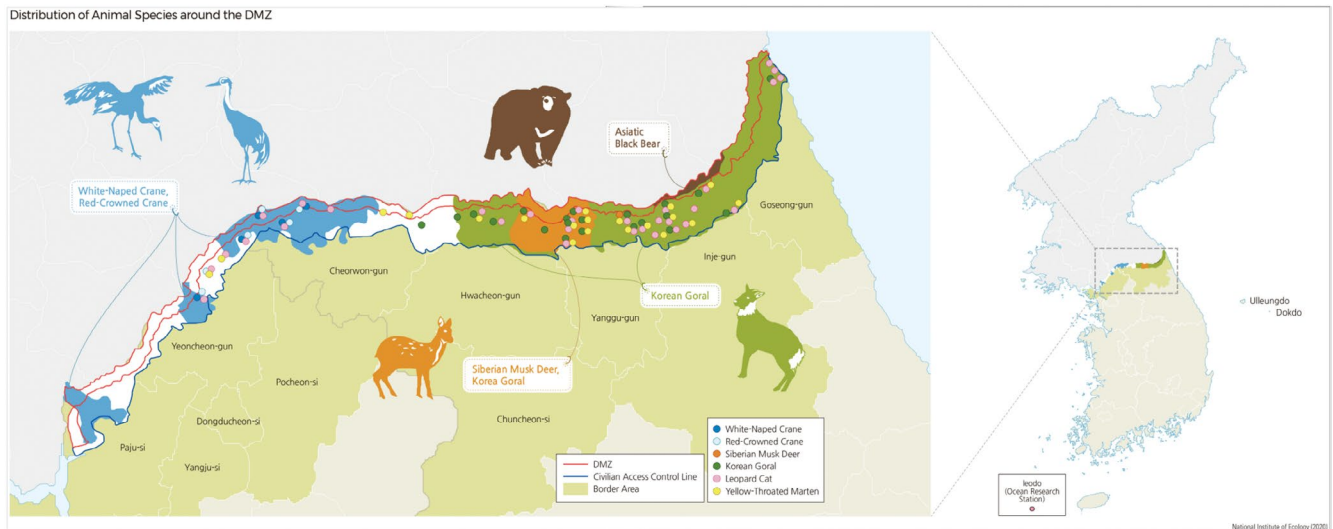 Distribution of Animal Species around the DMZ
Asiatic
Black Bear
White-Naped Crane,
Red-Crowned Crane
Goseong-gun
Cheorwon-gun
Inje-gun
Hwacheon-gun
Korean Goral
Yanggu-gun
Yeoncheon-gun
Siberian Musk Deer,
Korea Goral
Pocheon-si
Dongducheon-si
Chuncheon-si
Paju-si
Yangju-si
DMZ
Civilian Access Control Line
Border Area
White-Naped Crane
Red-Crowned Crane
Siberian Musk Deer
Korean Goral
Leopard Cat
Yellow-Throated Marten
Ulleungdo
Dokdo
Ieodo
(Ocean Research
Station)
National Institute of Ecology (2020)